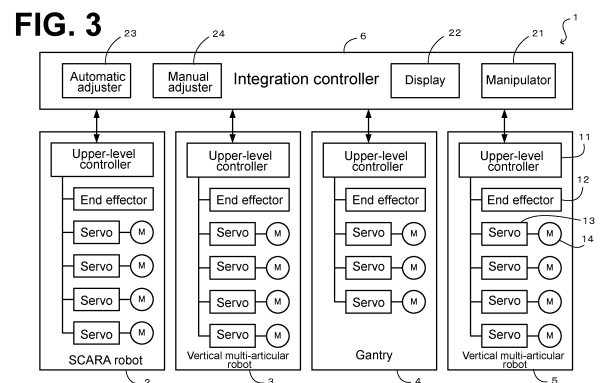 FIG. 3
1
23
24
6
22
21
Automatic
adjuster
Manual
adjuster
Integration controller
Display
Manipulator
Upper-level
controller
End effector
Servo M
Servo M
Servo M
Servo M
SCARA robot
2
Upper-level
controller
End effector
Servo M
Servo M
Servo M
Servo M
Vertical multi-articular
robot
3
Upper-level
controller
End effector
Servo M
Servo M
Servo M
Gantry
4
Upper-level
controller
11
End effector
12
Servo M
13
14
Servo M
Servo M
Servo M
Vertical multi-articular
robot
5